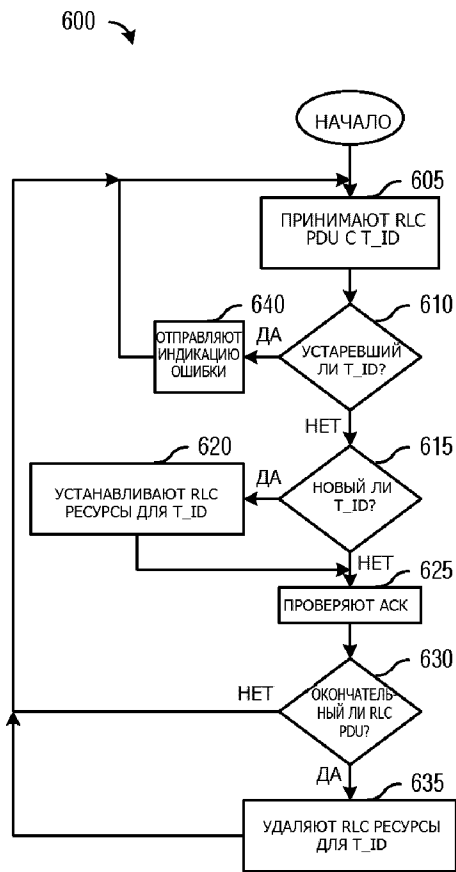 600
НАЧАЛО
605
ПРИНИМАЮТ RLC
PDU С T_ID
640
610
ОТПРАВЛЯЮТ
ИНДИКАЦИЮ
ОШИБКИ
ДА
УСТАРЕВШИЙ
ЛИ T_ID?
НЕТ
620
615
УСТАНАВЛИВАЮТ RLC
РЕСУРСЫ ДЛЯ T_ID
ДА
НОВЫЙ ЛИ
T_ID?
НЕТ
625
ПРОВЕРЯЮТ АСК
630
НЕТ
ОКОНЧАТЕЛЬ-
НЫЙ ЛИ RLC
PDU?
ДА
635
УДАЛЯЮТ RLC РЕСУРСЫ
ДЛЯ T_ID